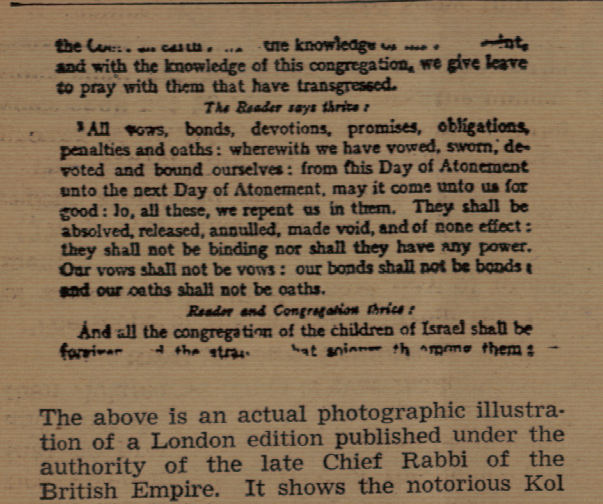 the knowledge
and with the knowledge of this congregation, we give leave
to pray with them that have transgressed.
The Reader says thrice :
³All vows, bonds, devotions, promises, obligations,
penalties and oaths : wherewith we have vowed, sworn, de-
voted and bound ourselves : from this Day of Atonement
unto the next Day of Atonement, may it come unto us for
good : lo, all these, we repent us in them. They shall be
absolved, released, annulled, made void, and of none effect :
they shall not be binding nor shall they have any power.
Our vows shall not be vows : our bonds shall not be bonds :
and our oaths shall not be oaths.
Reader and Congregation thrice :
And all the congregation of the children of Israel shall be
the among them :
The above is an actual photographic illustra-
tion of a London edition published under the
authority of the late Chief Rabbi of the
British Empire. It shows the notorious Kol